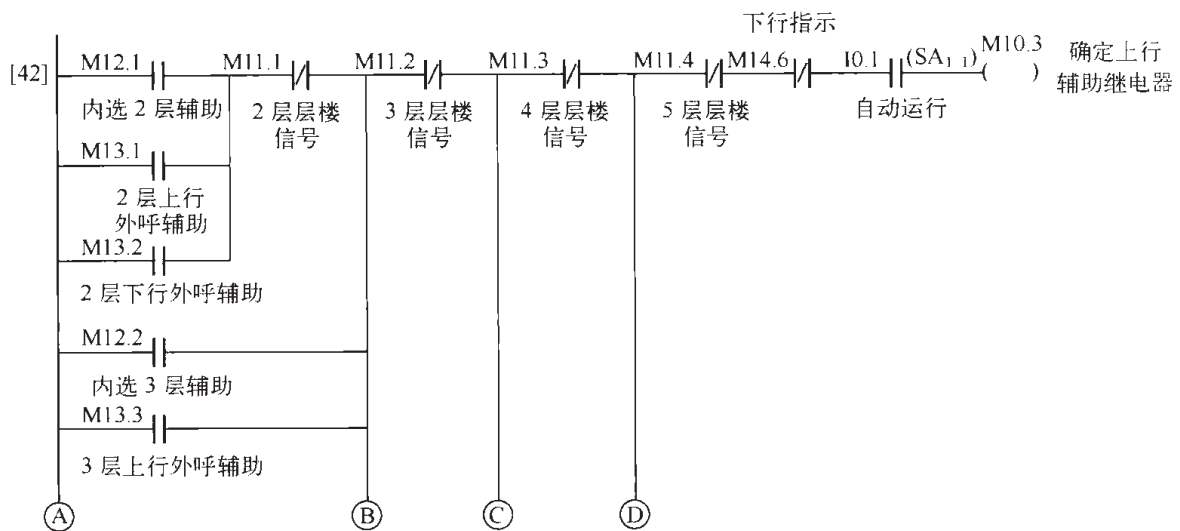 下行指示
[42] M12.1 M11.1 M11.2 M11.3 M11.4 M14.6 I0.1 (SA1-1) M10.3 确定上行
( ) 辅助继电器
内选2层辅助 2层层楼 3层层楼 4层层楼 5层层楼 自动运行
信号 信号 信号 信号
M13.1
2层上行
外呼辅助
M13.2
2层下行外呼辅助
M12.2
内选3层辅助
M13.3
3层上行外呼辅助
A B C D